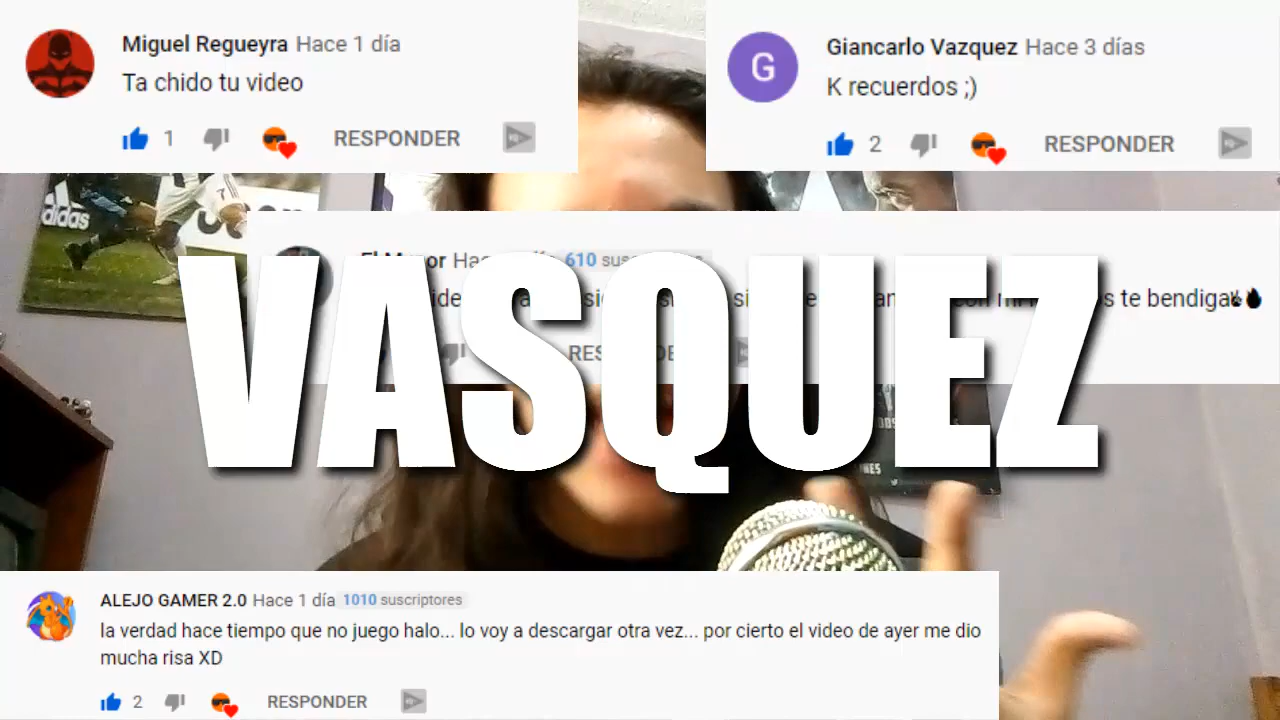 Miguel Regueyra Hace 1 día
Ta chido tu video
1 RESPONDER
Giancarlo Vazquez Hace 3 días
G
K recuerdos ;)
2 RESPONDER
adidas
610
te bendiga
VASQUEZ
ALEJO GAMER 2.0 Hace 1 día 1010 suscriptores
la verdad hace tiempo que no juego halo... lo voy a descargar otra vez... por cierto el video de ayer me dio
mucha risa XD
2 RESPONDER